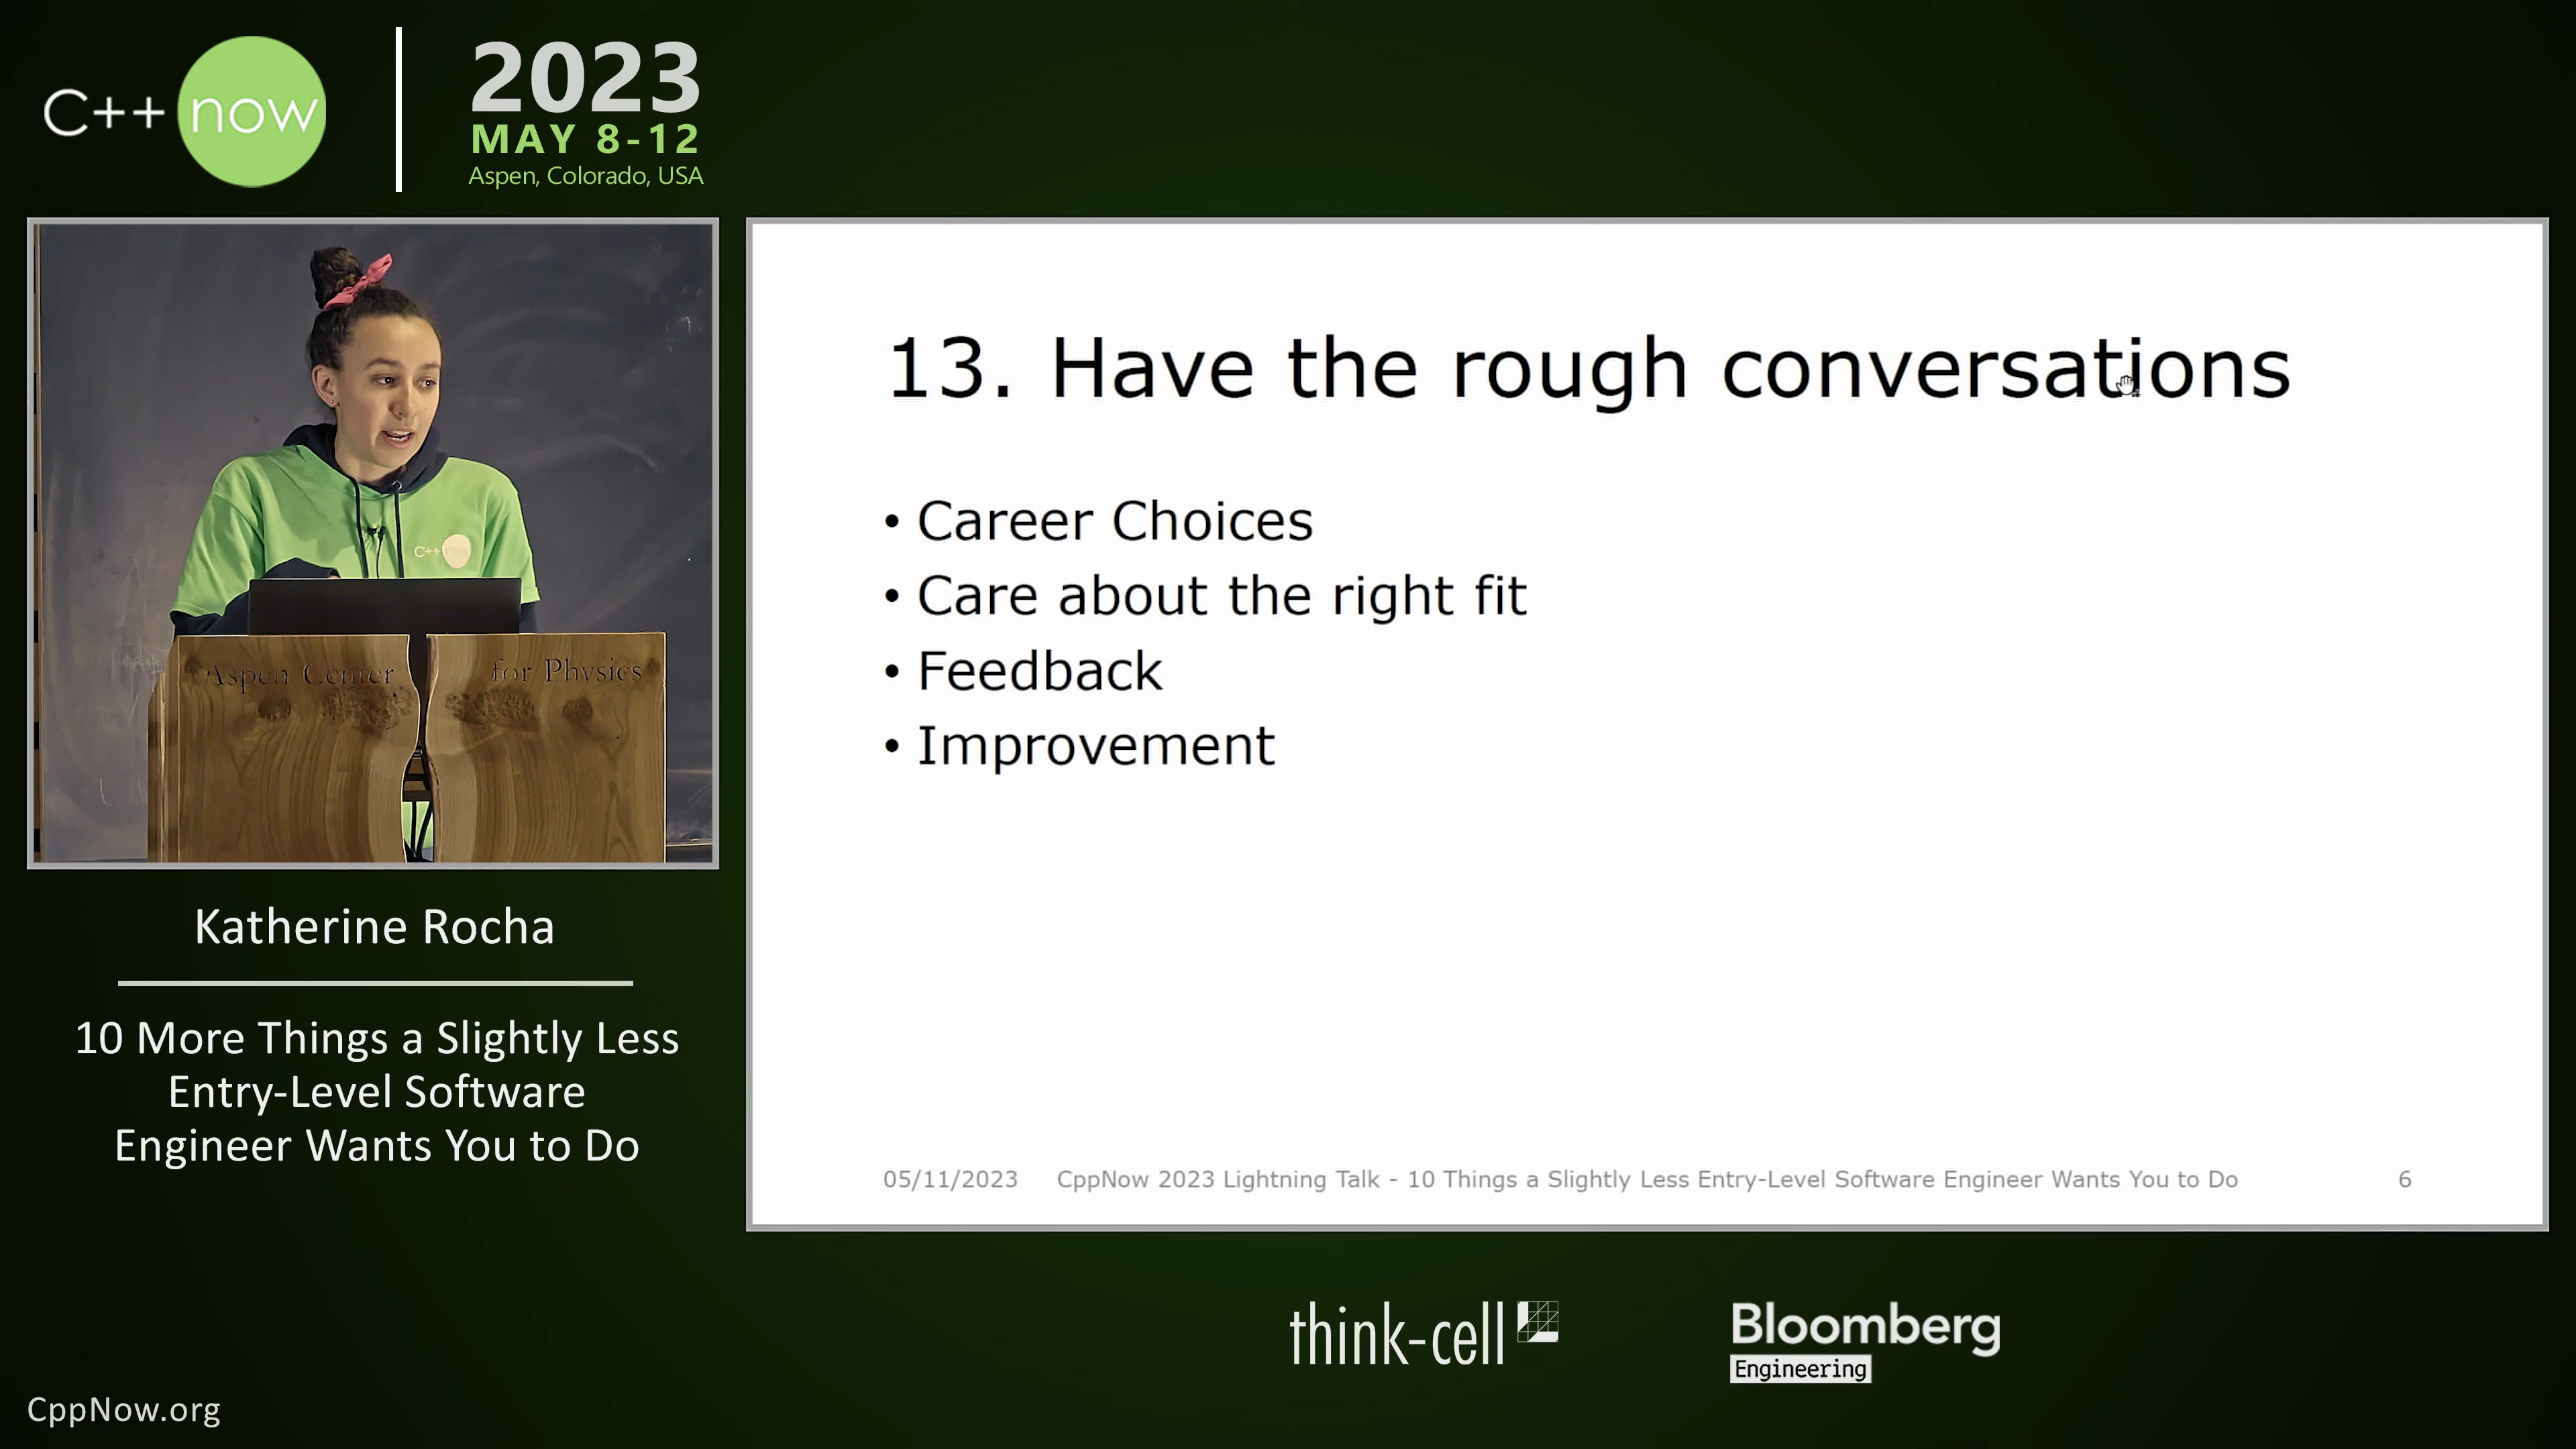 C++ now
2023
MAY 8-12
Aspen, Colorado, USA
C++ now
Aspen Center for Physics
Katherine Rocha
10 More Things a Slightly Less
Entry-Level Software
Engineer Wants You to Do
13. Have the rough conversations
• Career Choices
• Care about the right fit
• Feedback
• Improvement
05/11/2023 CppNow 2023 Lightning Talk - 10 Things a Slightly Less Entry-Level Software Engineer Wants You to Do 6
think-cell
Bloomberg
Engineering
CppNow.org